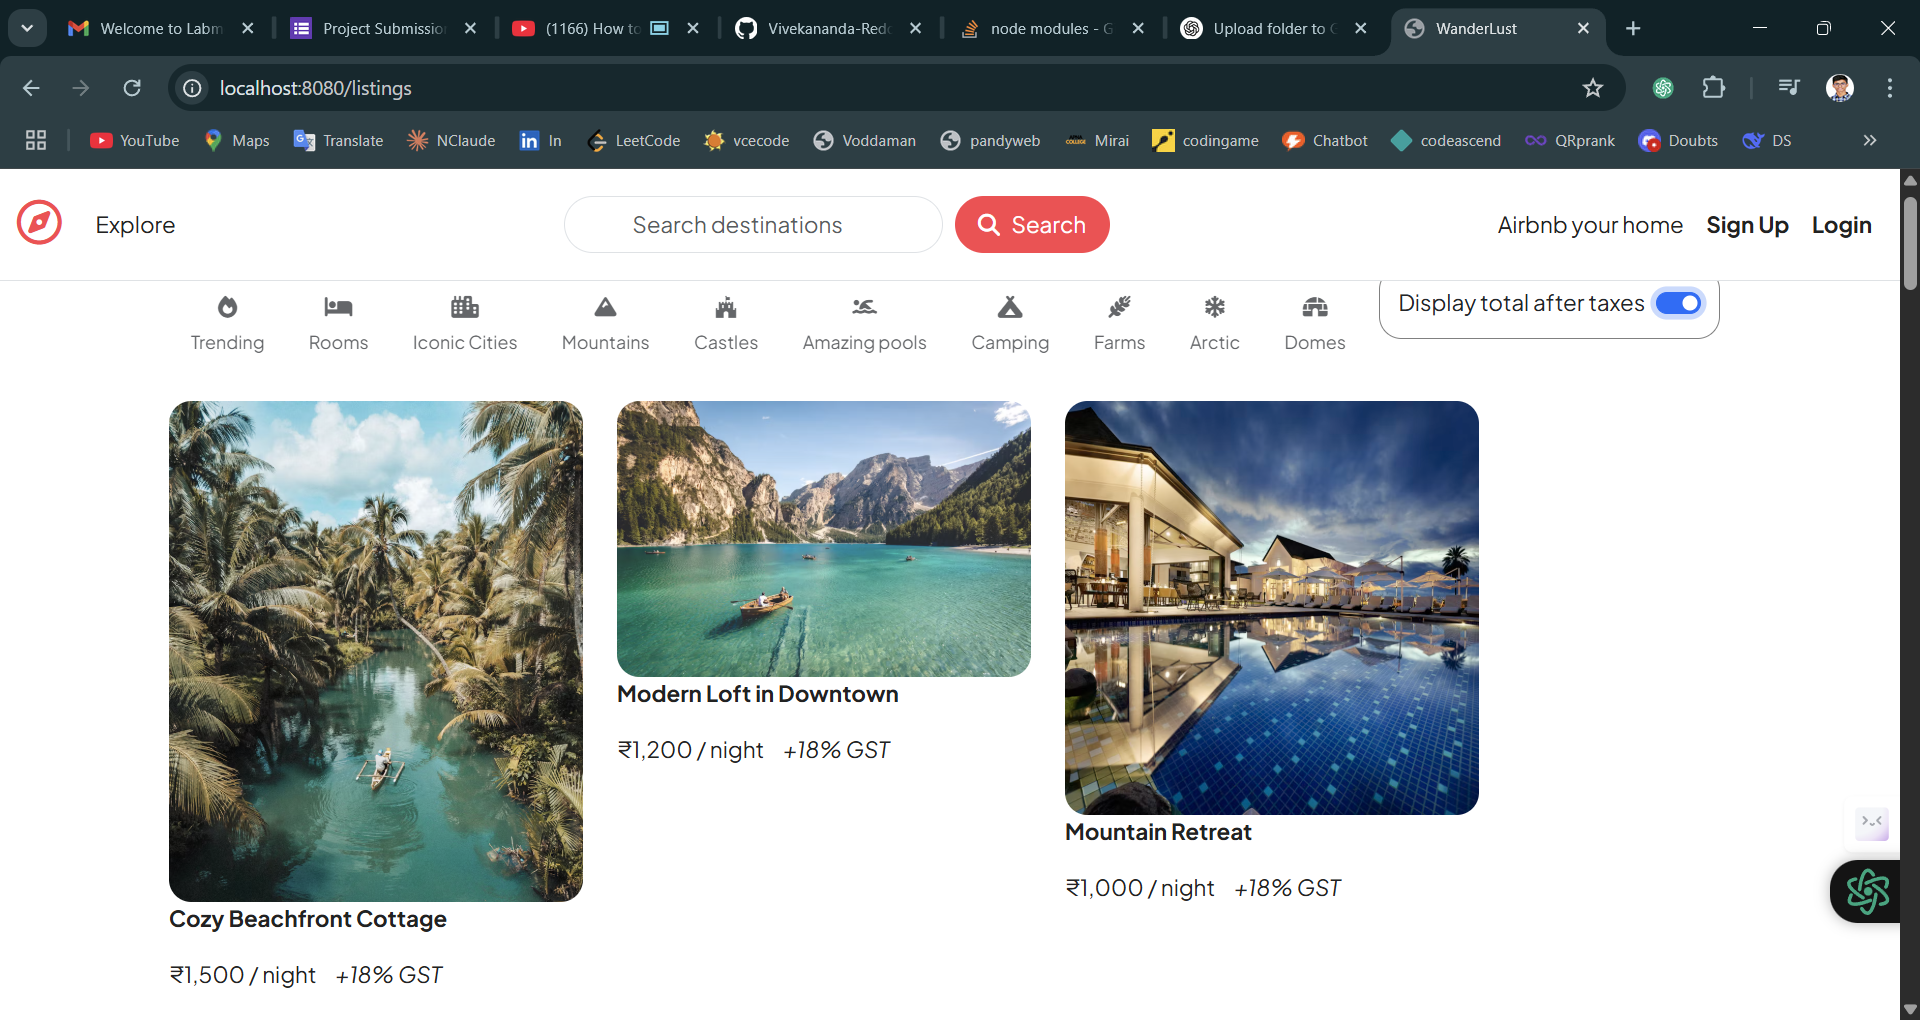 Welcome to Labm
Project Submissio
(1166) How to
Vivekananda-Redd
node modules - G
Upload folder to G
WanderLust
localhost:8080/listings
YouTube
Maps
Translate
NClaude
In
LeetCode
vcecode
Voddaman
pandyweb
Mirai
codingame
Chatbot
codeascend
QRprank
Doubts
DS
Explore
Search destinations
Search
Airbnb your home
Sign Up
Login
Trending
Rooms
Iconic Cities
Mountains
Castles
Amazing pools
Camping
Farms
Arctic
Domes
Display total after taxes
Cozy Beachfront Cottage
₹1,500 / night +18% GST
Modern Loft in Downtown
₹1,200 / night +18% GST
Mountain Retreat
₹1,000 / night +18% GST